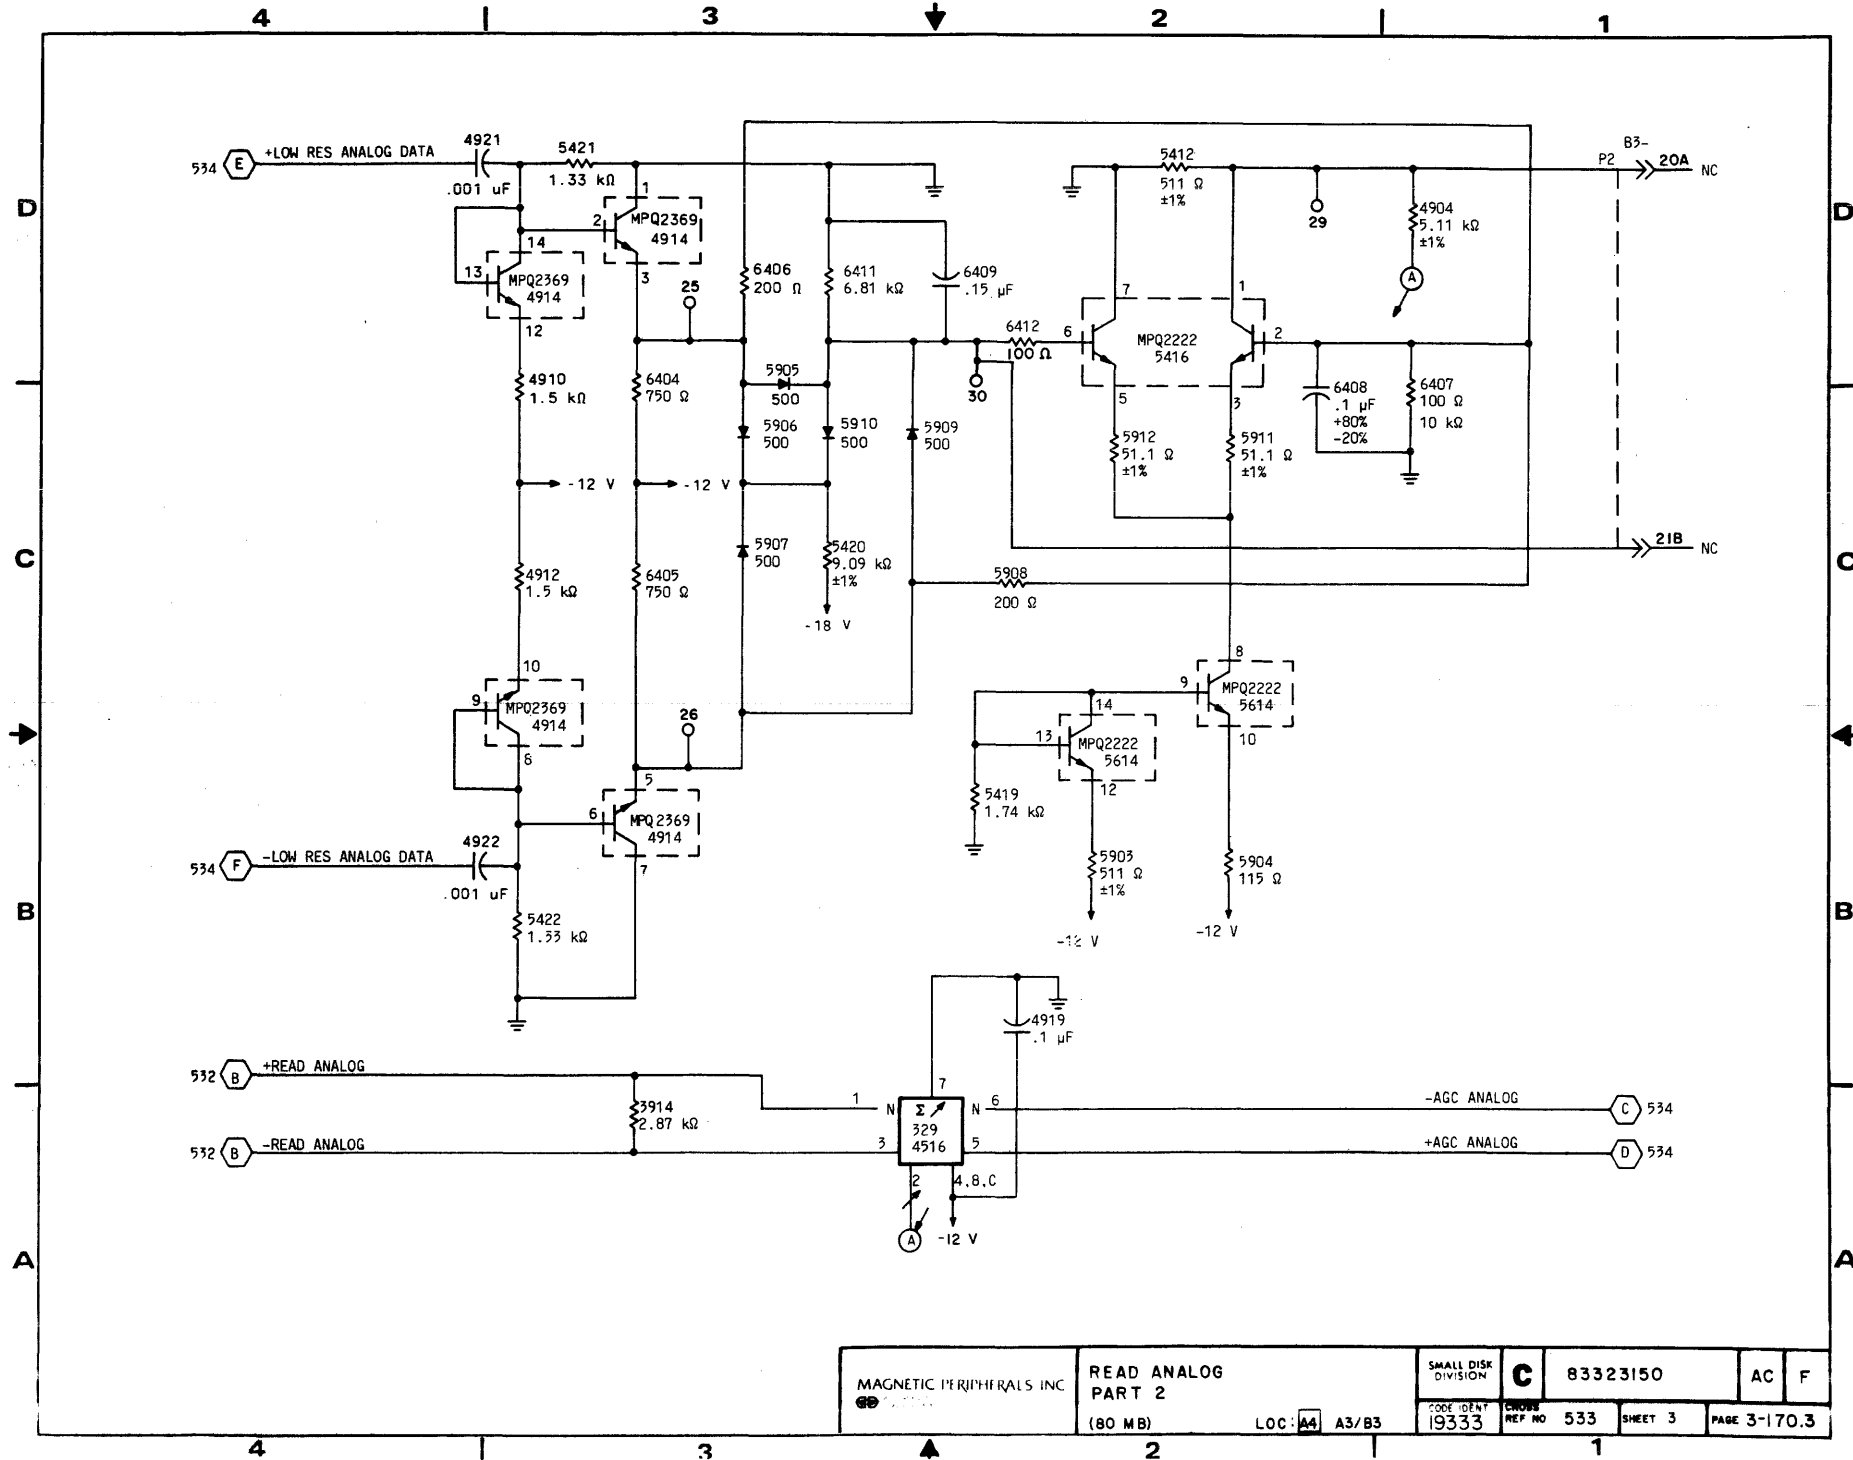 4 3 2 1
D
C
B
A
534 E +LOW RES ANALOG DATA
4921
.001 uF
5421
1.33 kΩ
1
2 MPQ2369
4914
3
14
13 MPQ2369
4914
12
25
6406
200 Ω
6411
6.81 kΩ
6409
.15 µF
6412
100 Ω
30
5412
511 Ω
±1%
29
4904
5.11 kΩ
±1%
A
B3-
P2 20A NC
7 1
6 MPQ2222 2
5416
5 3
6408
.1 µF
+80%
-20%
6407
100 Ω
10 kΩ
4910
1.5 kΩ
6404
750 Ω
5905
500
5906
500
5910
500
5909
500
5912
51.1 Ω
±1%
5911
51.1 Ω
±1%
-12 V
-12 V
21B NC
4912
1.5 kΩ
6405
750 Ω
5907
500
5420
9.09 kΩ
±1%
-18 V
5908
200 Ω
10
9 MPQ2369
4914
8
26
5
6 MPQ2369
4914
7
8
9 MPQ2222
5614
10
14
13 MPQ2222
5614
12
5419
1.74 kΩ
5903
511 Ω
±1%
-12 V
5904
115 Ω
-12 V
534 F -LOW RES ANALOG DATA
4922
.001 uF
5422
1.33 kΩ
4919
.1 µF
532 B +READ ANALOG
3914
2.87 kΩ
532 B -READ ANALOG
7
1 N Σ N 6
329
3 4516 5
2 4,8,C
A -12 V
-AGC ANALOG C 534
+AGC ANALOG D 534
D
C
B
A
MAGNETIC PERIPHERALS INC
READ ANALOG
PART 2
(80 MB) LOC: A4 A3/B3
SMALL DISK
DIVISION
C 83323150 AC F
CODE IDENT
19333
CROSS
REF NO 533 SHEET 3 PAGE 3-170.3
4 3 2 1